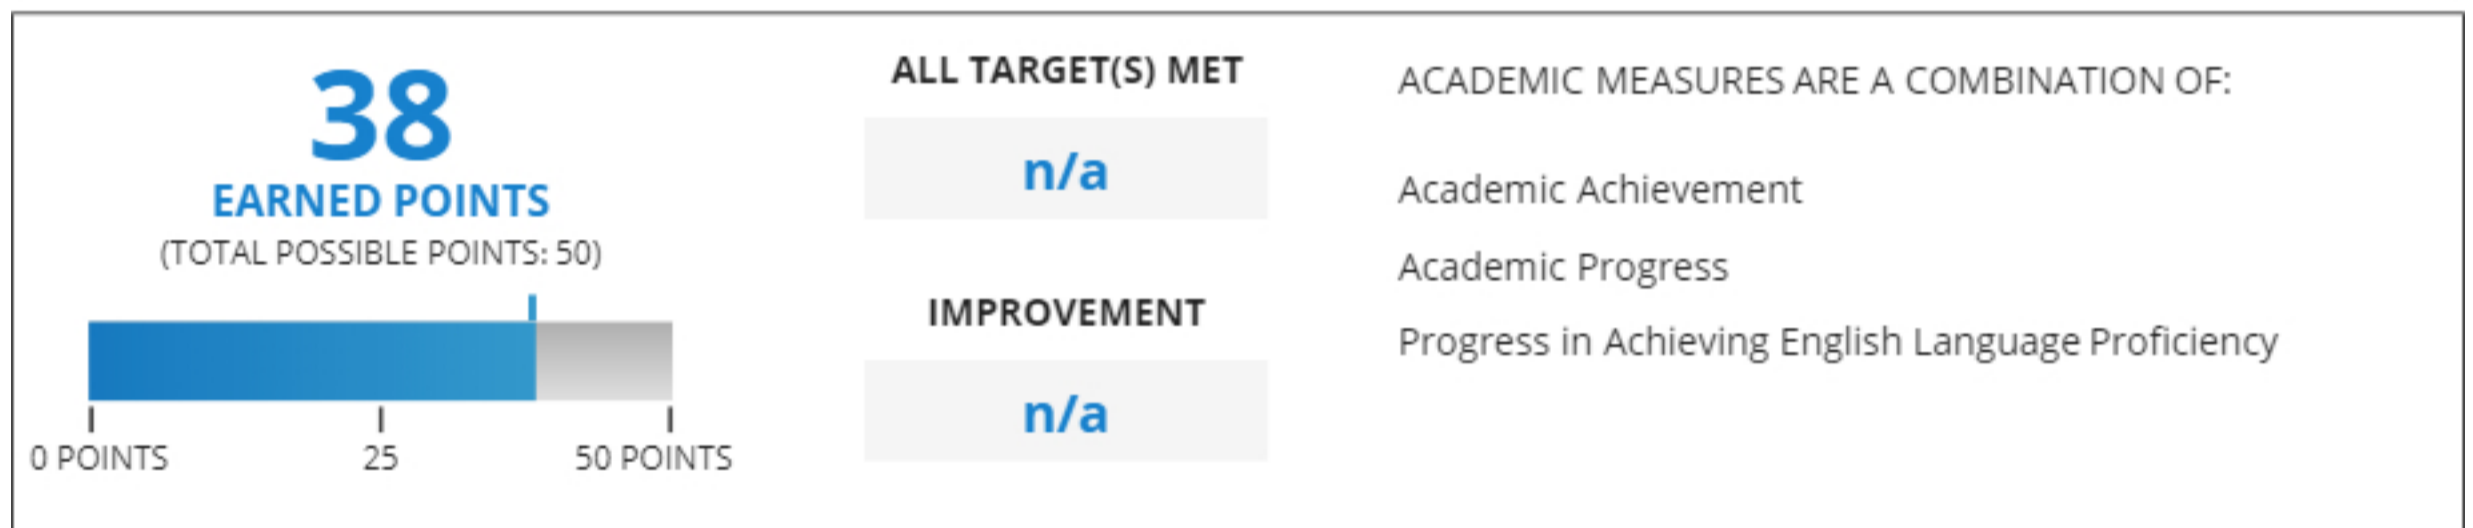 38
EARNED POINTS
(TOTAL POSSIBLE POINTS: 50)
0 POINTS
25
50 POINTS
ALL TARGET(S) MET
n/a
IMPROVEMENT
n/a
ACADEMIC MEASURES ARE A COMBINATION OF:
Academic Achievement
Academic Progress
Progress in Achieving English Language Proficiency